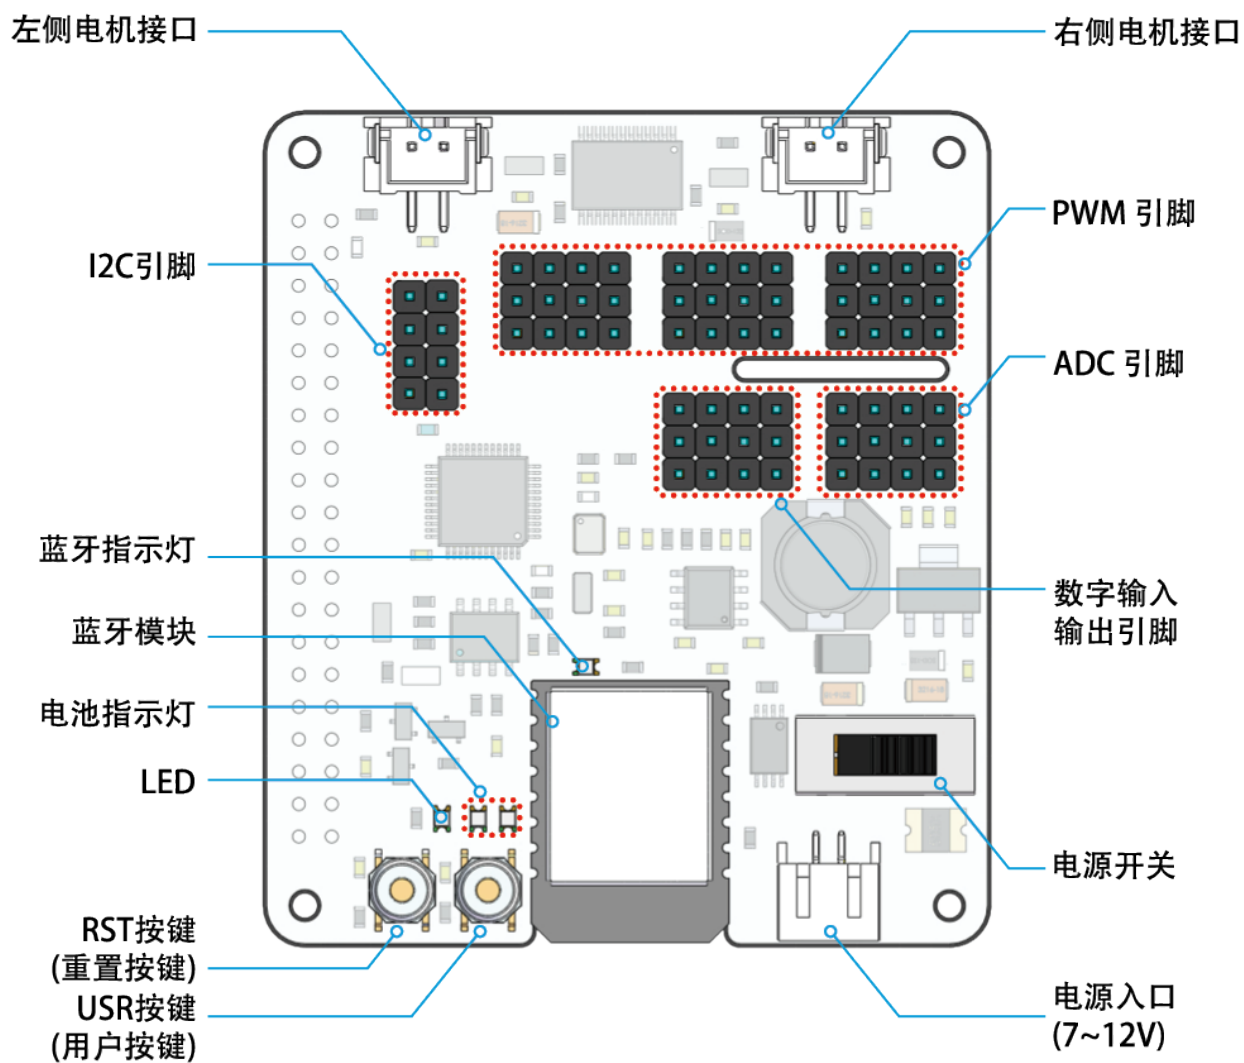 左侧电机接口
右侧电机接口
PWM 引脚
I2C引脚
ADC 引脚
蓝牙指示灯
数字输入
输出引脚
蓝牙模块
电池指示灯
LED
电源开关
RST按键
(重置按键)
USR按键
(用户按键)
电源入口
(7~12V)